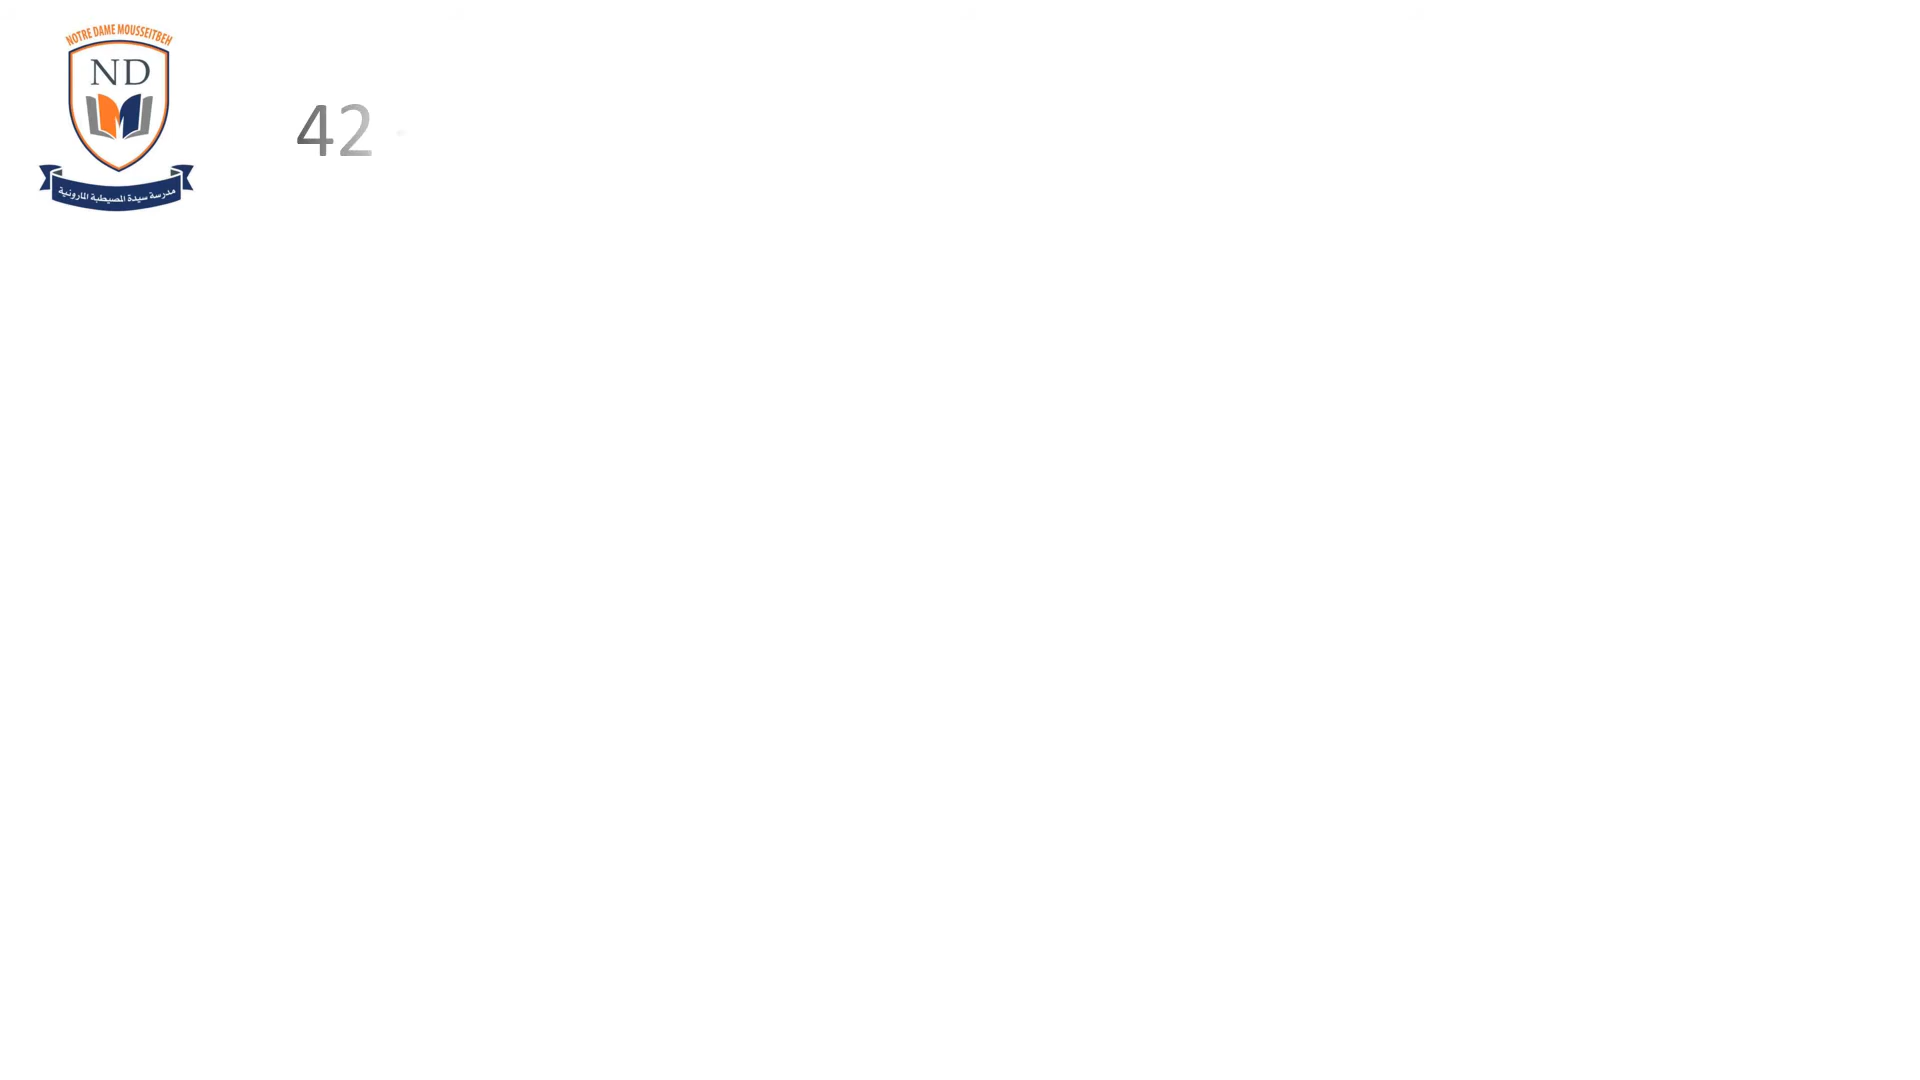 NOTRE DAME MOUSSEITBEH
ND
مدرسة سيدة المصيطبة المارونية
42